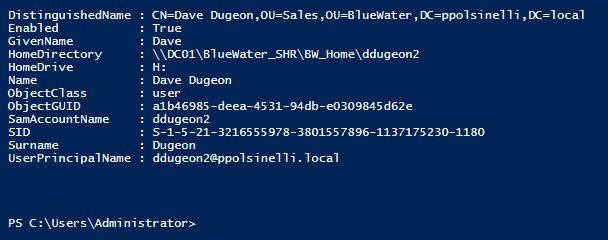 DistinguishedName : CN=Dave Dugeon,OU=Sales,OU=BlueWater,DC=ppolsinelli,DC=local
Enabled           : True
GivenName         : Dave
HomeDirectory     : \\DC01\BlueWater_SHR\BW_Home\ddugeon2
HomeDrive         : H:
Name              : Dave Dugeon
ObjectClass       : user
ObjectGUID        : a1b46985-deea-4531-94db-e0309845d62e
SamAccountName    : ddugeon2
SID               : S-1-5-21-3216555978-3801557896-1137175230-1180
Surname           : Dugeon
UserPrincipalName : ddugeon2@ppolsinelli.local
PS C:\Users\Administrator>